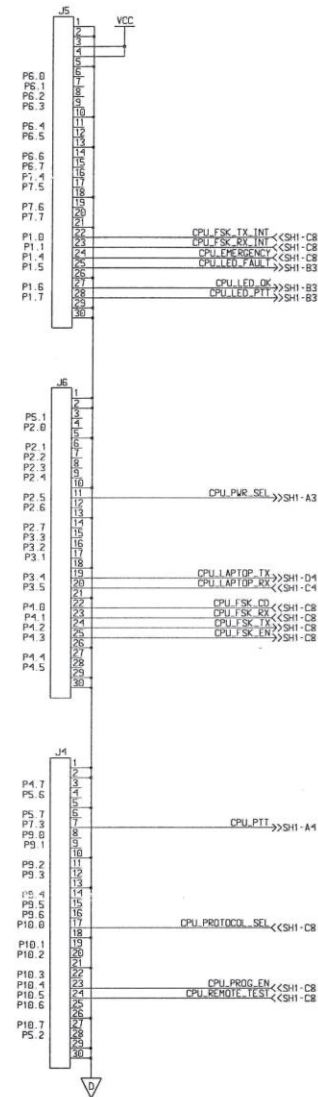 J5
VCC
1
2
3
4
5
P6.0 6
P6.1 7
P6.2 8
P6.3 9
10
P6.4 11
P6.5 12
13
P6.6 14
P6.7 15
P7.4 16
P7.5 17
18
P7.6 19
P7.7 20
21
P1.0 22 CPU_FSK_TX_INT SH1-C8
P1.1 23 CPU_FSK_RX_INT SH1-C8
P1.4 24 CPU_EMERGENCY SH1-C8
P1.5 25 CPU_LED_FAULT SH1-B3
26
P1.6 27 CPU_LED_OK SH1-B3
P1.7 28 CPU_LED_PTT SH1-B3
29
30
J6
1
2
P5.1 3
P2.0 4
5
P2.1 6
P2.2 7
P2.3 8
P2.4 9
10
P2.5 11 CPU_PWR_SEL SH1-A3
P2.6 12
13
P2.7 14
P3.3 15
P3.2 16
P3.1 17
18
P3.4 19 CPU_LAPTOP_TX SH1-D4
P3.5 20 CPU_LAPTOP_RX SH1-C4
21
P4.0 22 CPU_FSK_CD SH1-C8
P4.1 23 CPU_FSK_RX SH1-C8
P4.2 24 CPU_FSK_TX SH1-C8
P4.3 25 CPU_FSK_EN SH1-C8
26
P4.4 27
P4.5 28
29
30
J4
1
2
P4.7 3
P5.6 4
5
P5.7 6
P7.3 7 CPU_PTT SH1-A4
P9.0 8
P9.1 9
10
P9.2 11
P9.3 12
13
P9.4 14
P9.5 15
P9.6 16
P10.0 17 CPU_PROTOCOL_SEL SH1-C8
18
P10.1 19
P10.2 20
21
P10.3 22
P10.4 23 CPU_PROG_EN SH1-C8
P10.5 24 CPU_REMOTE_TEST SH1-C8
P10.6 25
26
P10.7 27
P5.2 28
29
30
D